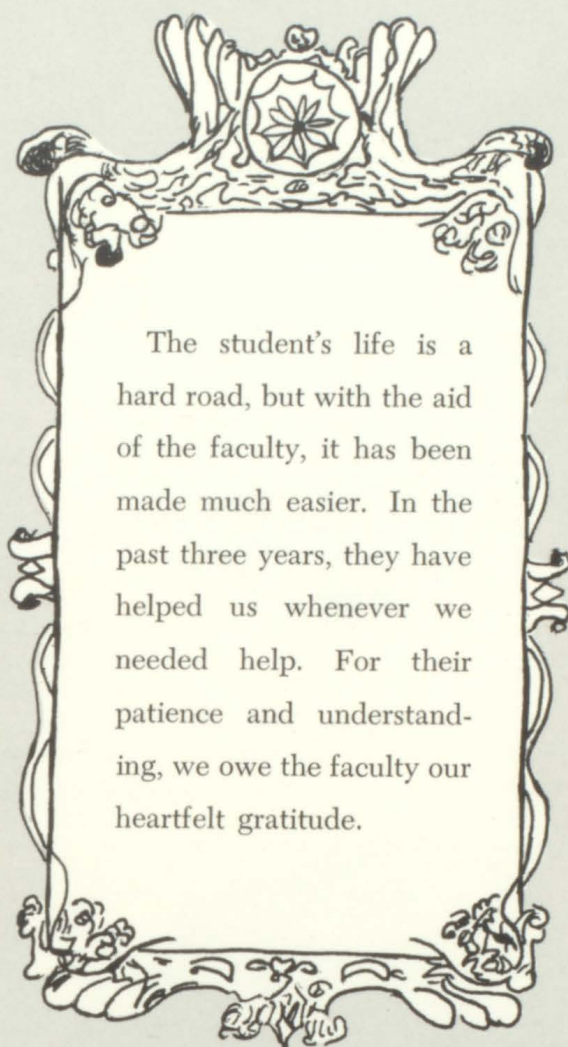 The student's life is a
hard road, but with the aid
of the faculty, it has been
made much easier. In the
past three years, they have
helped us whenever we
needed help. For their
patience and understand-
ing, we owe the faculty our
heartfelt gratitude.